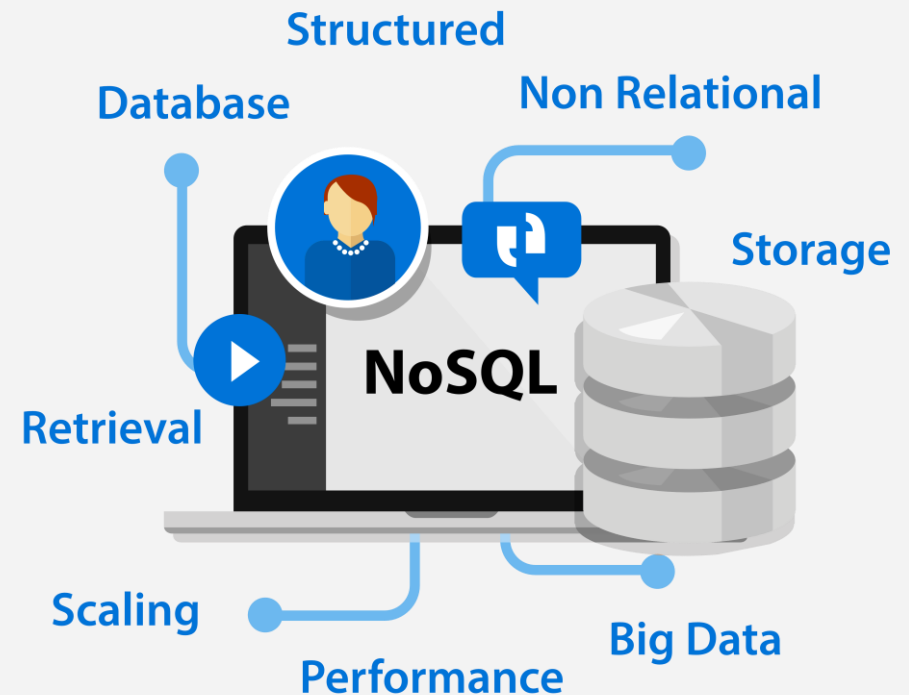 Structured
Database
Non Relational
Storage
NoSQL
Retrieval
Scaling
Big Data
Performance